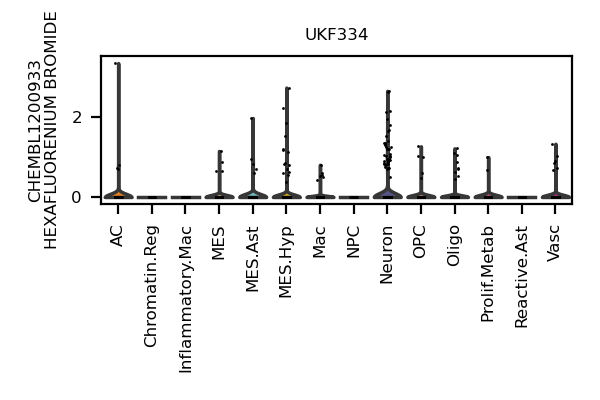 UKF334
CHEMBL1200933
HEXAFLUORENIUM BROMIDE
2
0
AC
Chromatin.Reg
Inflammatory.Mac
MES
MES.Ast
MES.Hyp
Mac
NPC
Neuron
OPC
Oligo
Prolif.Metab
Reactive.Ast
Vasc